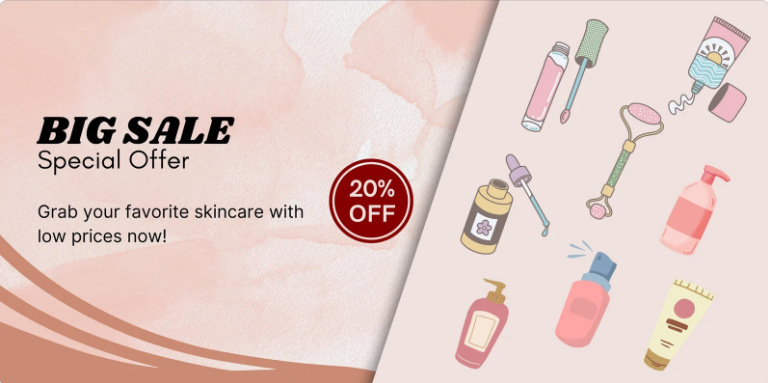 BIG SALE
Special Offer
Grab your favorite skincare with
low prices now!
20%
OFF